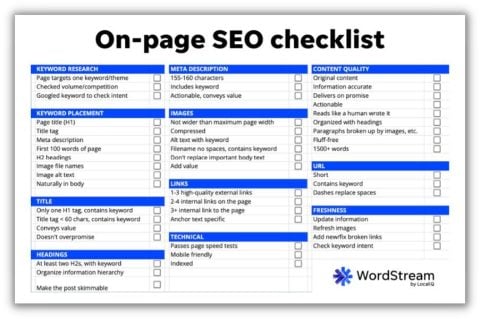 On-page SEO checklist
KEYWORD RESEARCH
Page targets one keyword/theme
Checked volume/competition
Googled keyword to check intent
KEYWORD PLACEMENT
Page title (H1)
Title tag
Meta description
First 100 words of page
H2 headings
Image file names
Image alt text
Naturally in body
TITLE
Only one H1 tag, contains keyword
Title tag < 60 chars, contains keyword
Conveys value
Doesn't overpromise
HEADINGS
At least two H2s, with keyword
Organize information hierarchy
Make the post skimmable
META DESCRIPTION
155-160 characters
Includes keyword
Actionable, conveys value
IMAGES
Not wider than maximum page width
Compressed
Alt text with keyword
Filename no spaces, contains keyword
Don't replace important body text
Add value
LINKS
1-3 high-quality external links
2-4 internal links on the page
3+ internal link to the page
Anchor text specific
TECHNICAL
Passes page speed tests
Mobile friendly
Indexed
CONTENT QUALITY
Original content
Information accurate
Delivers on promise
Actionable
Reads like a human wrote it
Organized with headings
Paragraphs broken up by images, etc.
Fluff-free
1500+ words
URL
Short
Contains keyword
Dashes replace spaces
FRESHNESS
Update information
Refresh images
Add new/fix broken links
Check keyword intent
WordStream
by LocaliQ